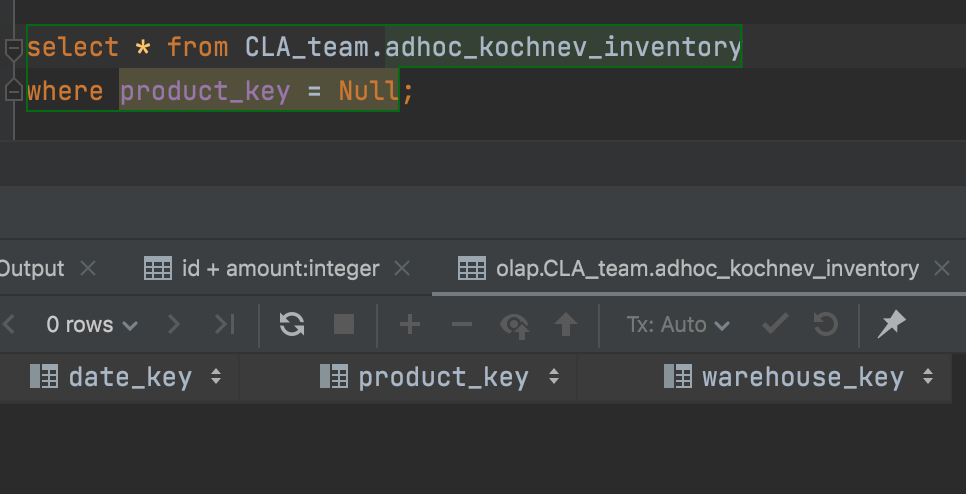 select * from CLA_team.adhoc_kochnev_inventory
where product_key = Null;
Output id + amount:integer olap.CLA_team.adhoc_kochnev_inventory
0 rows Tx: Auto
date_key product_key warehouse_key